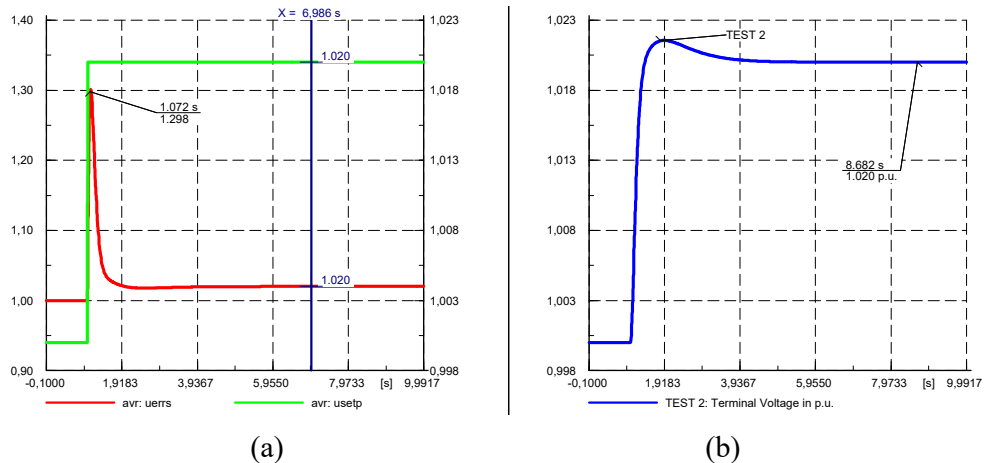 X = 6,986 s
1,40
1,30
1,20
1,10
1,00
0,90
1,023
1,018
1,013
1,008
1,003
0,998
1.020
1.072 s
1.298
1.020
-0,1000 1,9183 3,9367 5,9550 7,9733 [s] 9,9917
avr: uerrs avr: usetp
(a)
1,023
1,018
1,013
1,008
1,003
0,998
TEST 2
8.682 s
1.020 p.u.
-0,1000 1,9183 3,9367 5,9550 7,9733 [s] 9,9917
TEST 2: Terminal Voltage in p.u.
(b)